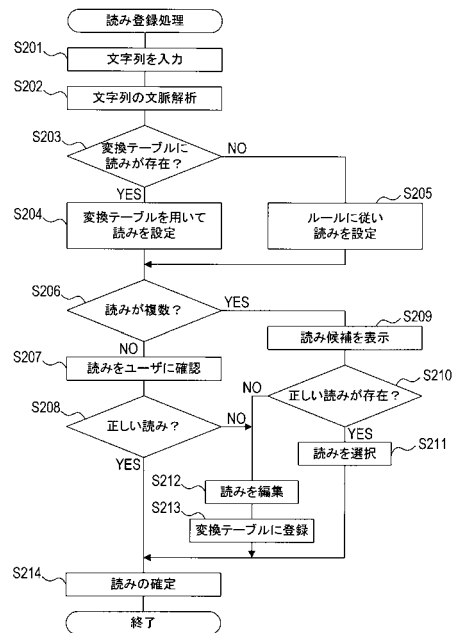 読み登録処理
S201
文字列を入力
S202
文字列の文脈解析
S203
変換テーブルに
読みが存在？
NO
YES
S204
変換テーブルを用いて
読みを設定
S205
ルールに従い
読みを設定
S206
読みが複数？
YES
NO
S209
読み候補を表示
S207
読みをユーザに確認
S210
正しい読みが存在？
NO
YES
S208
正しい読み？
NO
YES
S211
読みを選択
S212
読みを編集
S213
変換テーブルに登録
S214
読みの確定
終了